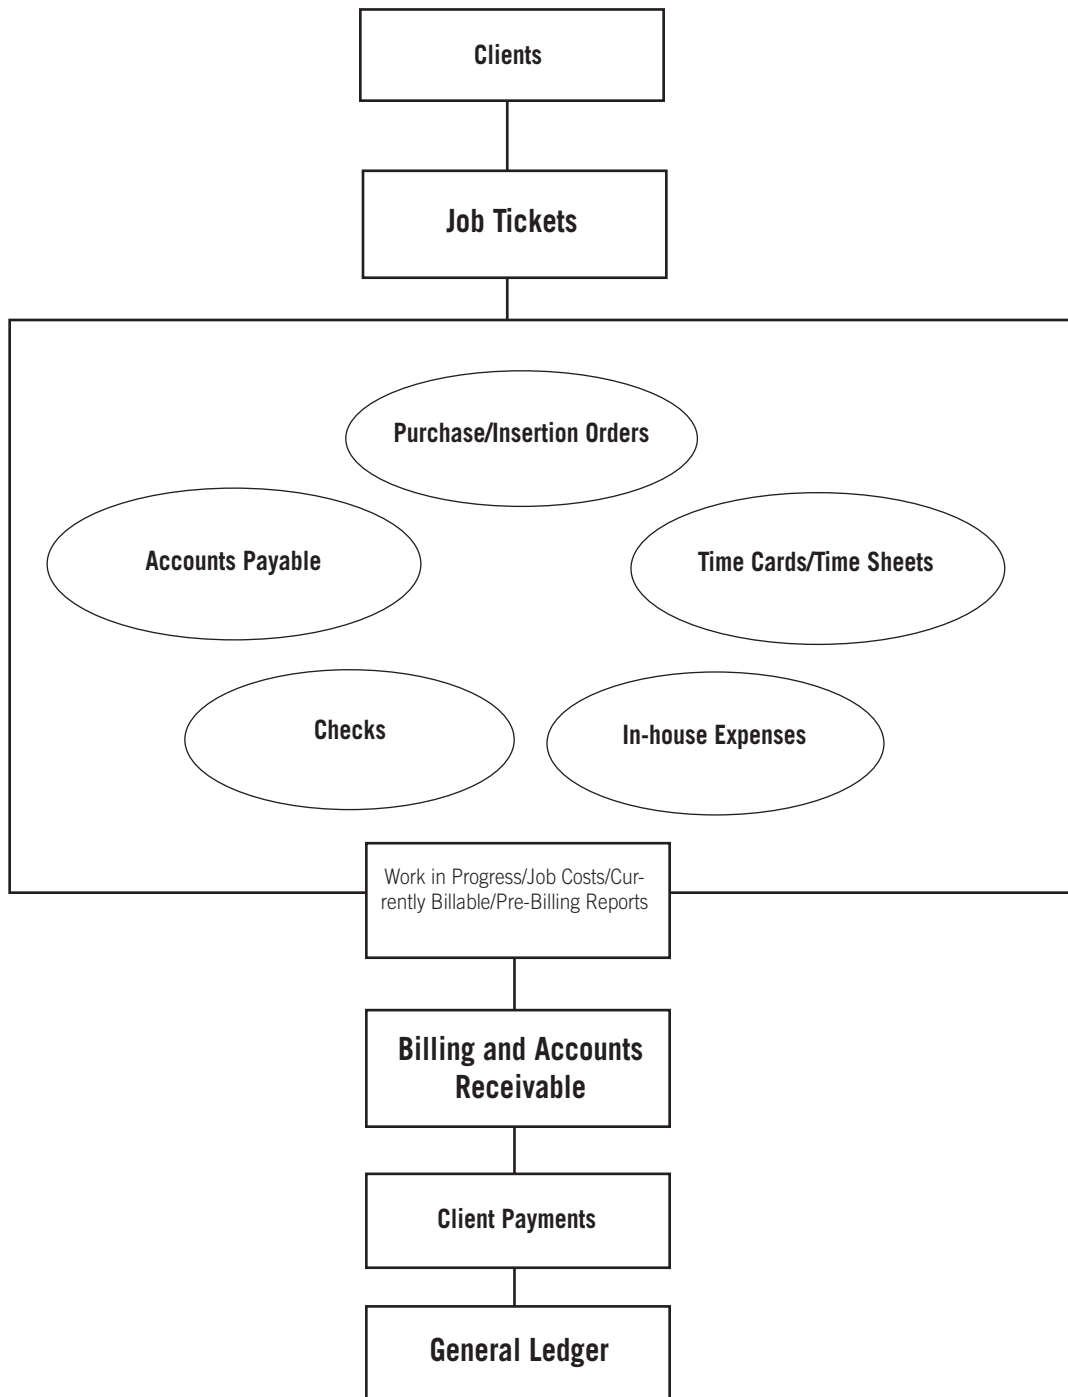 Clients
Job Tickets
Purchase/Insertion Orders
Accounts Payable
Time Cards/Time Sheets
Checks
In-house Expenses
Work in Progress/Job Costs/Cur-
rently Billable/Pre-Billing Reports
Billing and Accounts
Receivable
Client Payments
General Ledger